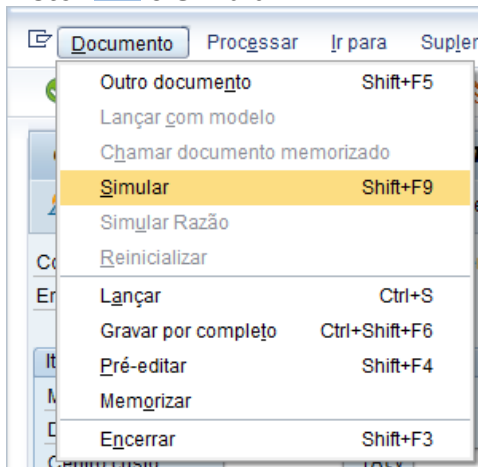 Documento Processar Ir para
Outro documento Shift+F5
Lançar com modelo
Chamar documento memorizado
Simular Shift+F9
Simular Razão
Reinicializar
Lançar Ctrl+S
Gravar por completo Ctrl+Shift+F6
Pré-editar Shift+F4
Memorizar
Encerrar Shift+F3